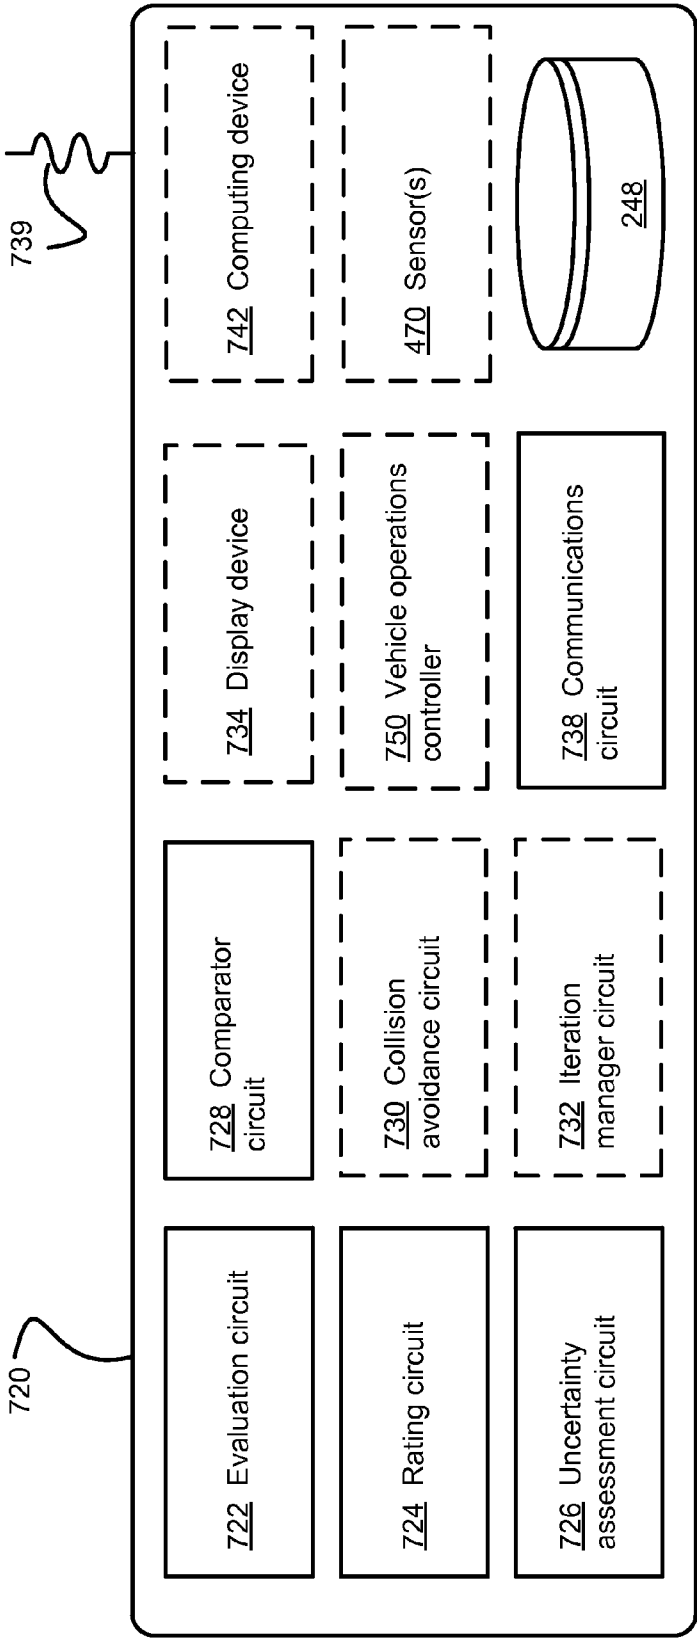 720
739
722 Evaluation circuit
724 Rating circuit
726 Uncertainty
assessment circuit
728 Comparator
circuit
730 Collision
avoidance circuit
732 Iteration
manager circuit
734 Display device
750 Vehicle operations
controller
738 Communications
circuit
742 Computing device
470 Sensor(s)
248